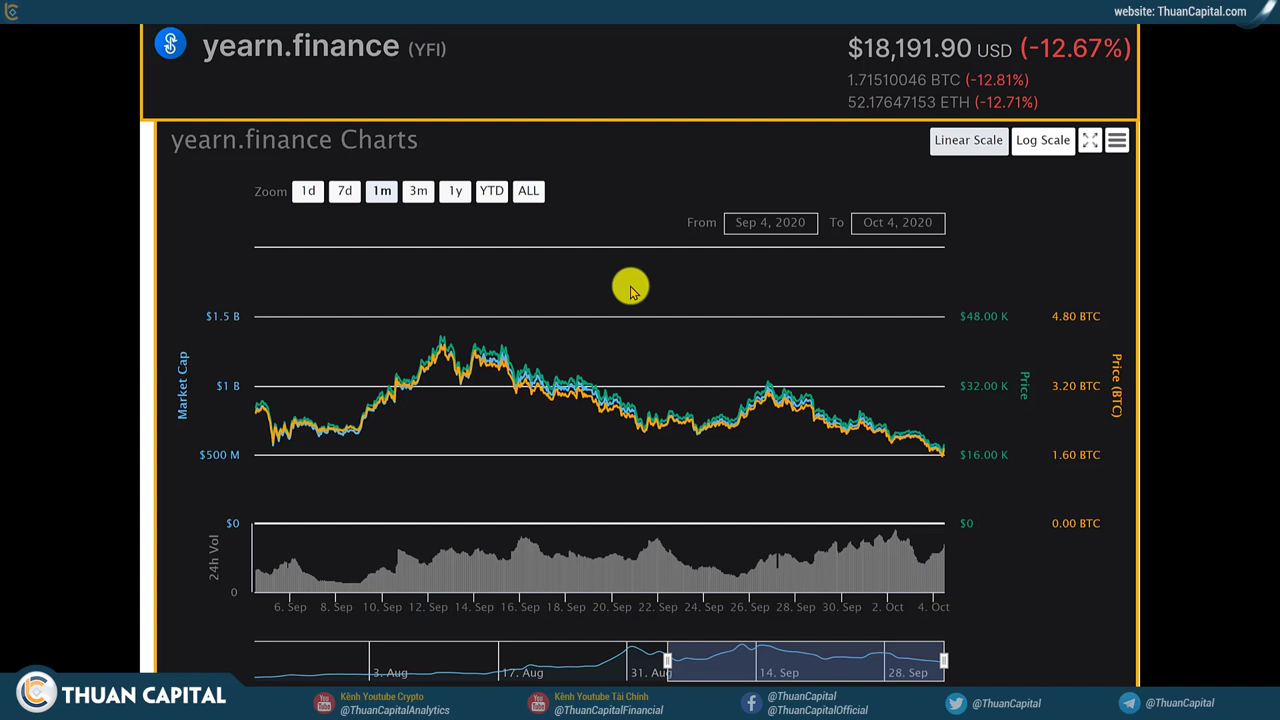 website: ThuanCapital.com
yearn.finance (YFI)
$18,191.90 USD (-12.67%)
1.71510046 BTC (-12.81%)
52.17647153 ETH (-12.71%)
yearn.finance Charts
Linear Scale Log Scale
Zoom 1d 7d 1m 3m 1y YTD ALL
From Sep 4, 2020 To Oct 4, 2020
$1.5 B $48.00 K 4.80 BTC
$1 B $32.00 K 3.20 BTC
$500 M $16.00 K 1.60 BTC
$0 $0 0.00 BTC
Market Cap
Price
Price (BTC)
24h Vol
0
6. Sep 8. Sep 10. Sep 12. Sep 14. Sep 16. Sep 18. Sep 20. Sep 22. Sep 24. Sep 26. Sep 28. Sep 30. Sep 2. Oct 4. Oct
3. Aug 17. Aug 31. Aug 14. Sep 28. Sep
THUAN CAPITAL
Kênh Youtube Crypto
@ThuanCapitalAnalytics
Kênh Youtube Tài Chính
@ThuanCapitalFinancial
@ThuanCapital
@ThuanCapitalOfficial
@ThuanCapital
@ThuanCapital